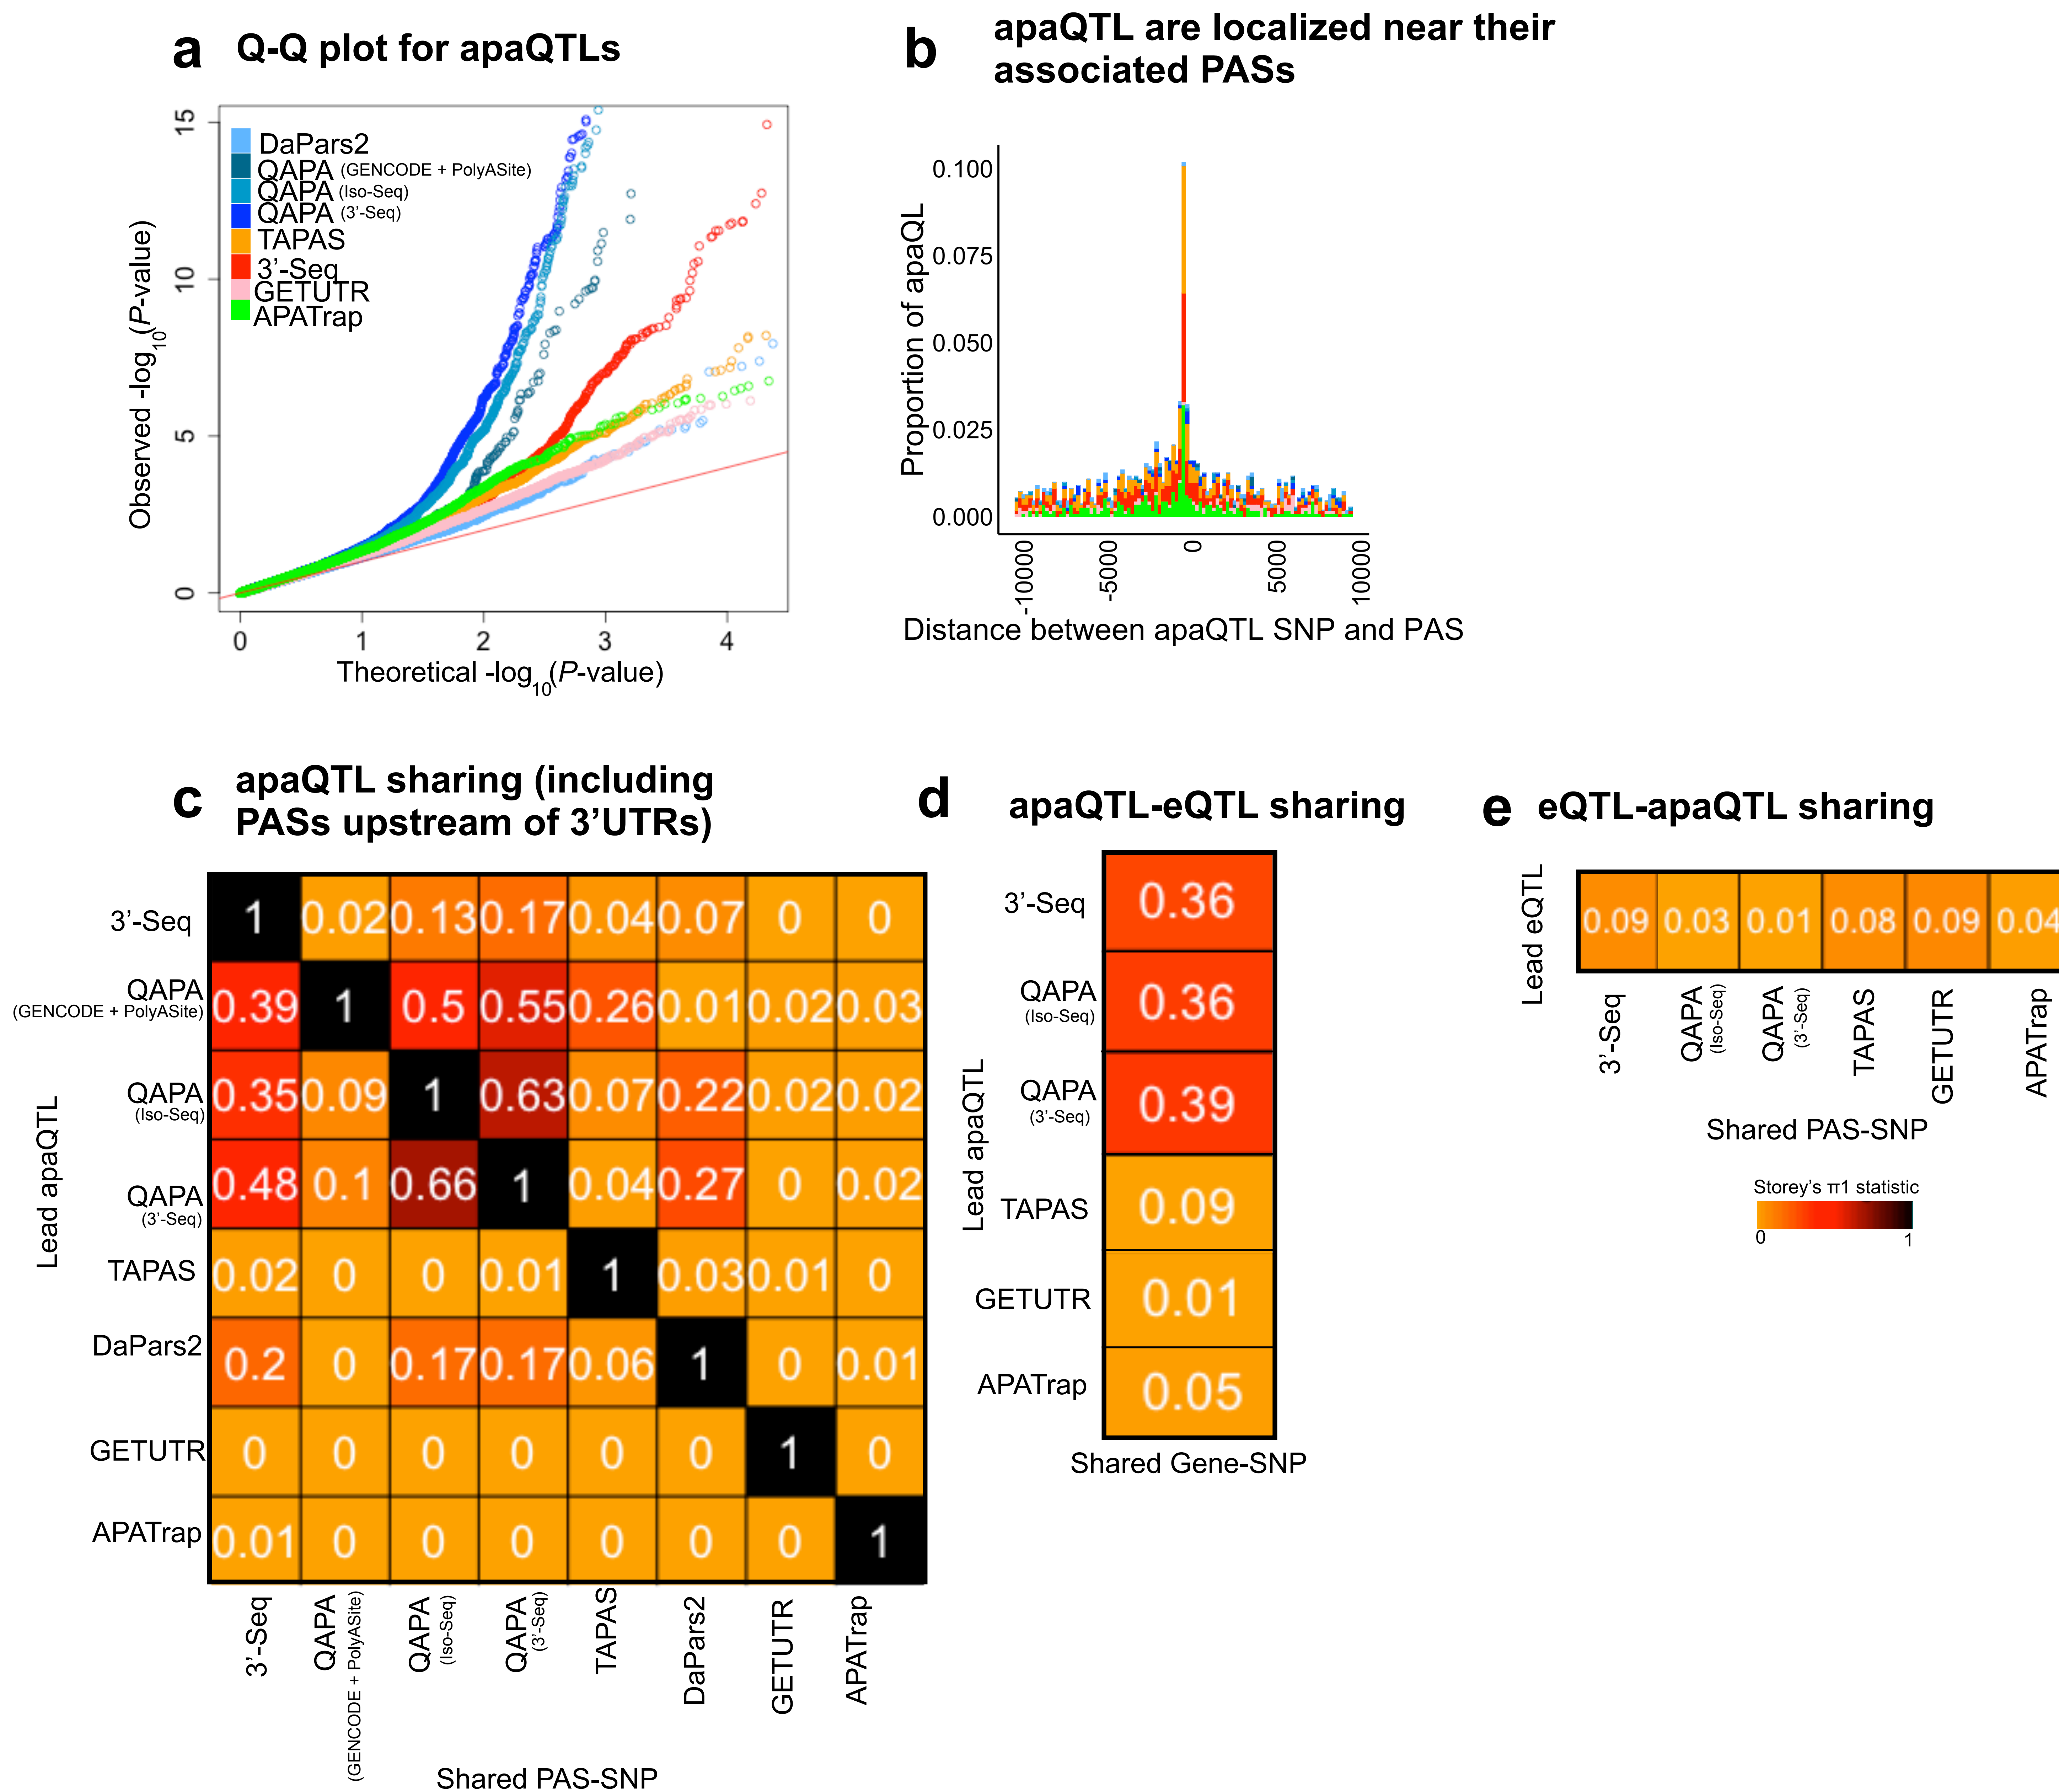 a Q-Q plot for apaQTLs
15
10
5
0
Observed -log10(P-value)
DaPars2
QAPA (GENCODE + PolyASite)
QAPA (Iso-Seq)
QAPA (3'-Seq)
TAPAS
3'-Seq
GETUTR
APATrap
0 1 2 3 4
Theoretical -log10(P-value)
b apaQTL are localized near their
associated PASs
Proportion of apaQL
0.100
0.075
0.050
0.025
0.000
-10000 -5000 0 5000 10000
Distance between apaQTL SNP and PAS
c apaQTL sharing (including
PASs upstream of 3'UTRs)
Lead apaQTL
3'-Seq 1 0.02 0.13 0.17 0.04 0.07 0 0
QAPA (GENCODE + PolyASite) 0.39 1 0.5 0.55 0.26 0.01 0.02 0.03
QAPA (Iso-Seq) 0.35 0.09 1 0.63 0.07 0.22 0.02 0.02
QAPA (3'-Seq) 0.48 0.1 0.66 1 0.04 0.27 0 0.02
TAPAS 0.02 0 0 0.01 1 0.03 0.01 0
DaPars2 0.2 0 0.17 0.17 0.06 1 0 0.01
GETUTR 0 0 0 0 0 0 1 0
APATrap 0.01 0 0 0 0 0 0 1
3'-Seq
QAPA
(GENCODE + PolyASite)
QAPA
(Iso-Seq)
QAPA
(3'-Seq)
TAPAS
DaPars2
GETUTR
APATrap
Shared PAS-SNP
d apaQTL-eQTL sharing
Lead apaQTL
3'-Seq 0.36
QAPA (Iso-Seq) 0.36
QAPA (3'-Seq) 0.39
TAPAS 0.09
GETUTR 0.01
APATrap 0.05
Shared Gene-SNP
e eQTL-apaQTL sharing
Lead eQTL
0.09 0.03 0.01 0.08 0.09 0.04
3'-Seq
QAPA
(Iso-Seq)
QAPA
(3'-Seq)
TAPAS
GETUTR
APATrap
Shared PAS-SNP
Storey's π1 statistic
0 1